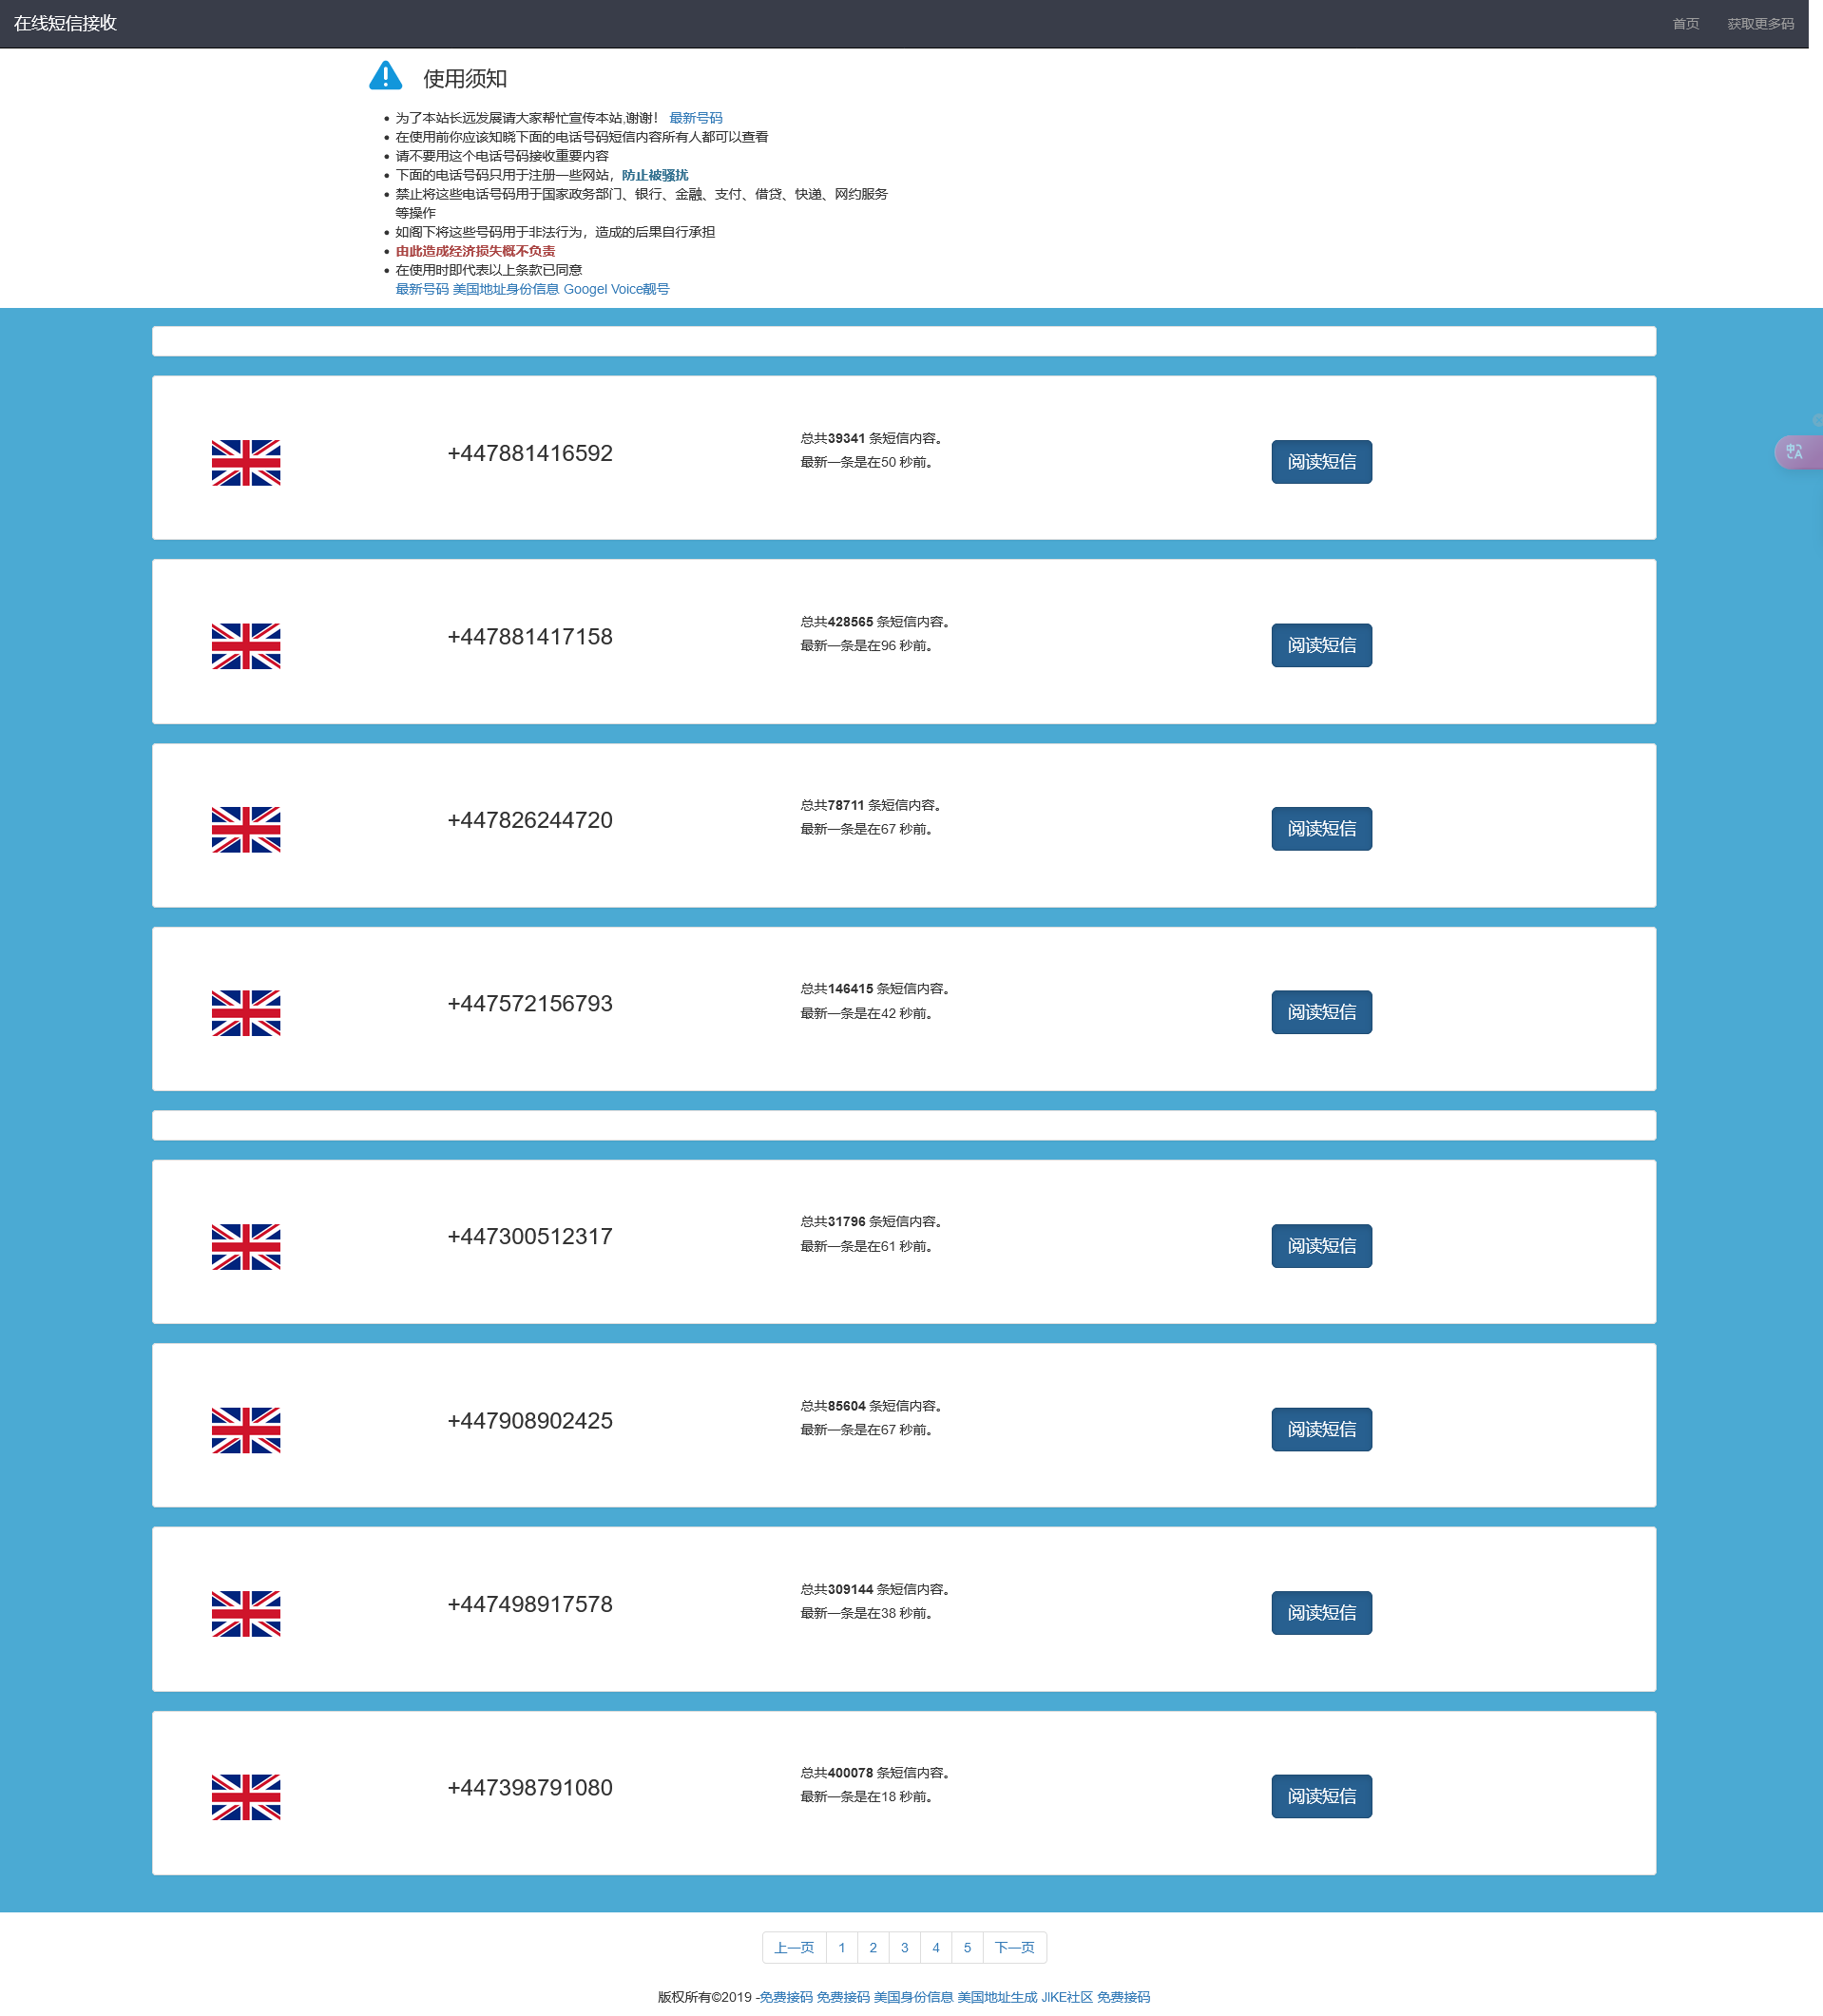 在线短信接收
首页 获取更多码
使用须知
为了本站长远发展请大家帮忙宣传本站,谢谢! 最新号码
在使用前你应该知晓下面的电话号码短信内容所有人都可以查看
请不要用这个电话号码接收重要内容
下面的电话号码只用于注册一些网站，防止被骚扰
禁止将这些电话号码用于国家政务部门、银行、金融、支付、借贷、快递、网约服务
等操作
如阁下将这些号码用于非法行为，造成的后果自行承担
由此造成经济损失概不负责
在使用时即代表以上条款已同意
最新号码 美国地址身份信息 Googel Voice靓号
+447881416592
总共39341 条短信内容。
最新一条是在50 秒前。
阅读短信
+447881417158
总共428565 条短信内容。
最新一条是在96 秒前。
阅读短信
+447826244720
总共78711 条短信内容。
最新一条是在67 秒前。
阅读短信
+447572156793
总共146415 条短信内容。
最新一条是在42 秒前。
阅读短信
+447300512317
总共31796 条短信内容。
最新一条是在61 秒前。
阅读短信
+447908902425
总共85604 条短信内容。
最新一条是在67 秒前。
阅读短信
+447498917578
总共309144 条短信内容。
最新一条是在38 秒前。
阅读短信
+447398791080
总共400078 条短信内容。
最新一条是在18 秒前。
阅读短信
上一页 1 2 3 4 5 下一页
版权所有©2019 -免费接码 免费接码 美国身份信息 美国地址生成 JIKE社区 免费接码